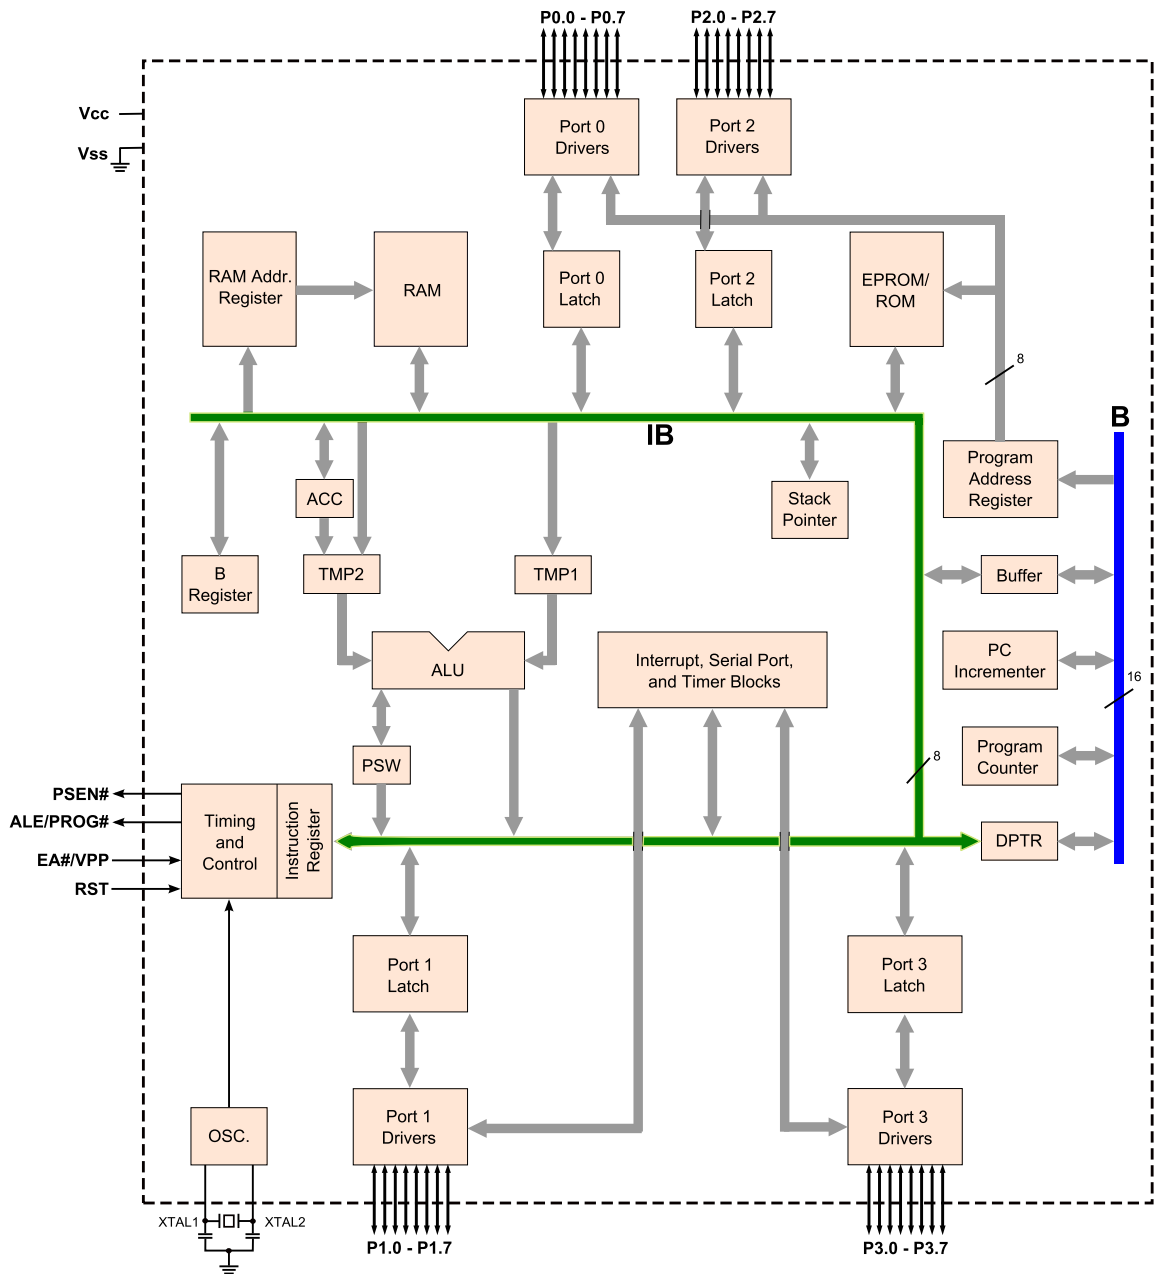 P0.0 - P0.7
P2.0 - P2.7
Vcc
Vss
Port 0
Drivers
Port 2
Drivers
RAM Addr.
Register
RAM
Port 0
Latch
Port 2
Latch
EPROM/
ROM
8
B
IB
Program
Address
Register
ACC
Stack
Pointer
B
Register
TMP2
TMP1
Buffer
ALU
Interrupt, Serial Port,
and Timer Blocks
PC
Incrementer
16
PSW
8
Program
Counter
PSEN#
ALE/PROG#
EA#/VPP
RST
Timing
and
Control
Instruction
Register
DPTR
Port 1
Latch
Port 3
Latch
OSC.
Port 1
Drivers
Port 3
Drivers
XTAL1
XTAL2
P1.0 - P1.7
P3.0 - P3.7